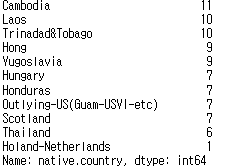 Cambodia 11
Laos 10
Trinadad&Tobago 10
Hong 9
Yugoslavia 9
Hungary 7
Honduras 7
Outlying-US(Guam-USVI-etc) 7
Scotland 7
Thailand 6
Holand-Netherlands 1
Name: native.country, dtype: int64